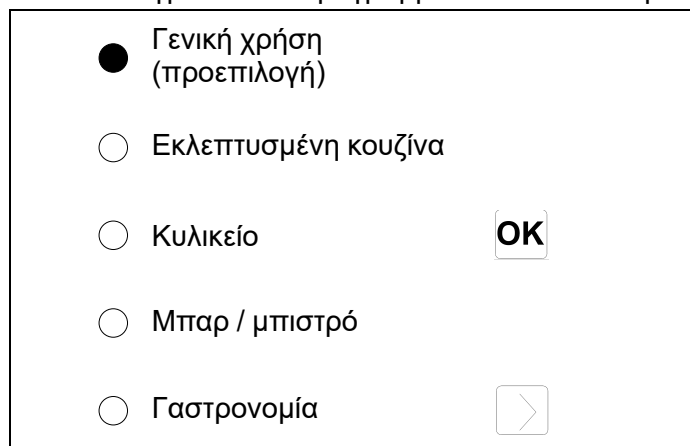 Γενική χρήση
(προεπιλογή)
Εκλεπτυσμένη κουζίνα
Κυλικείο
OK
Μπαρ / μπιστρό
Γαστρονομία